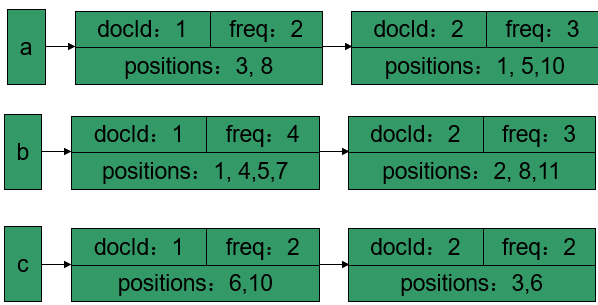 a
docId：1 freq：2
positions：3, 8
docId：2 freq：3
positions：1, 5,10
b
docId：1 freq：4
positions：1, 4,5,7
docId：2 freq：3
positions：2, 8,11
c
docId：1 freq：2
positions：6,10
docId：2 freq：2
positions：3,6